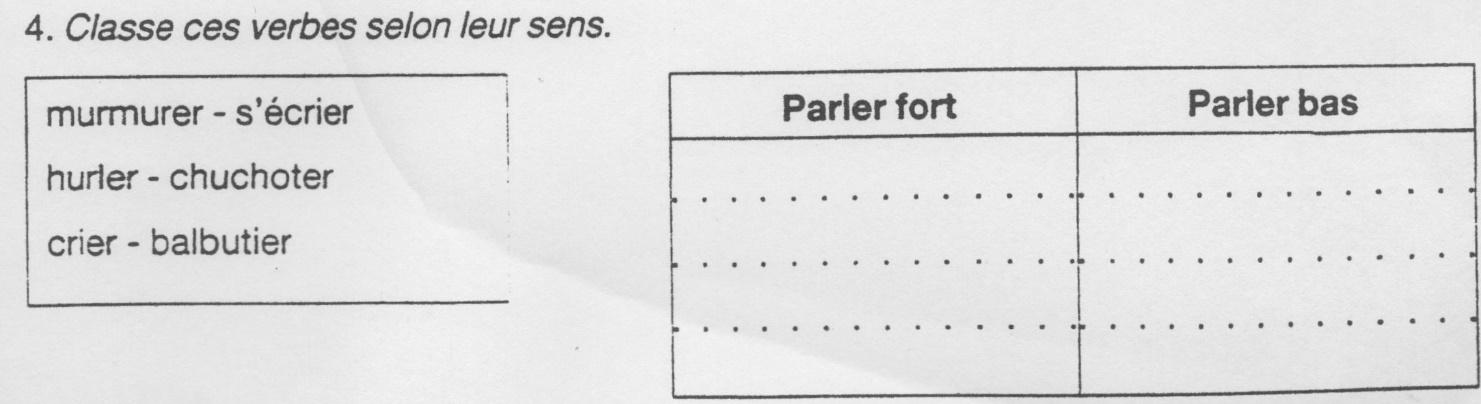 4. Classe ces verbes selon leur sens.
murmurer - s'écrier
hurler - chuchoter
crier - balbutier
Parler fort
Parler bas